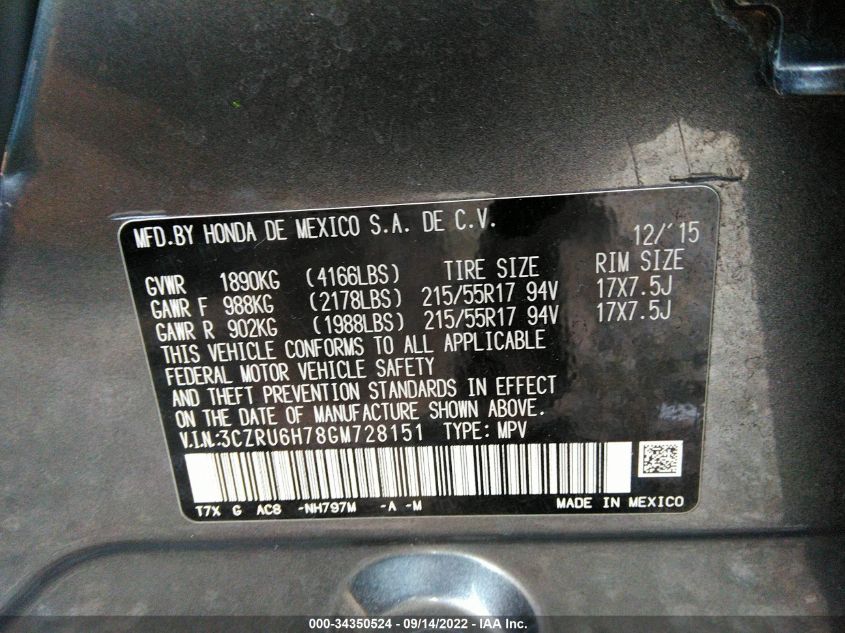 MFD.BY HONDA DE MEXICO S.A. DE C.V. 12/'15
GVWR 1890KG (4166LBS) TIRE SIZE RIM SIZE
GAWR F 988KG (2178LBS) 215/55R17 94V 17X7.5J
GAWR R 902KG (1988LBS) 215/55R17 94V 17X7.5J
THIS VEHICLE CONFORMS TO ALL APPLICABLE
FEDERAL MOTOR VEHICLE SAFETY
AND THEFT PREVENTION STANDARDS IN EFFECT
ON THE DATE OF MANUFACTURE SHOWN ABOVE.
V.I.N:3CZRU6H78GM728151 TYPE: MPV
T7X G AC8 -NH797M -A -M MADE IN MEXICO
000-34350524 - 09/14/2022 - IAA Inc.